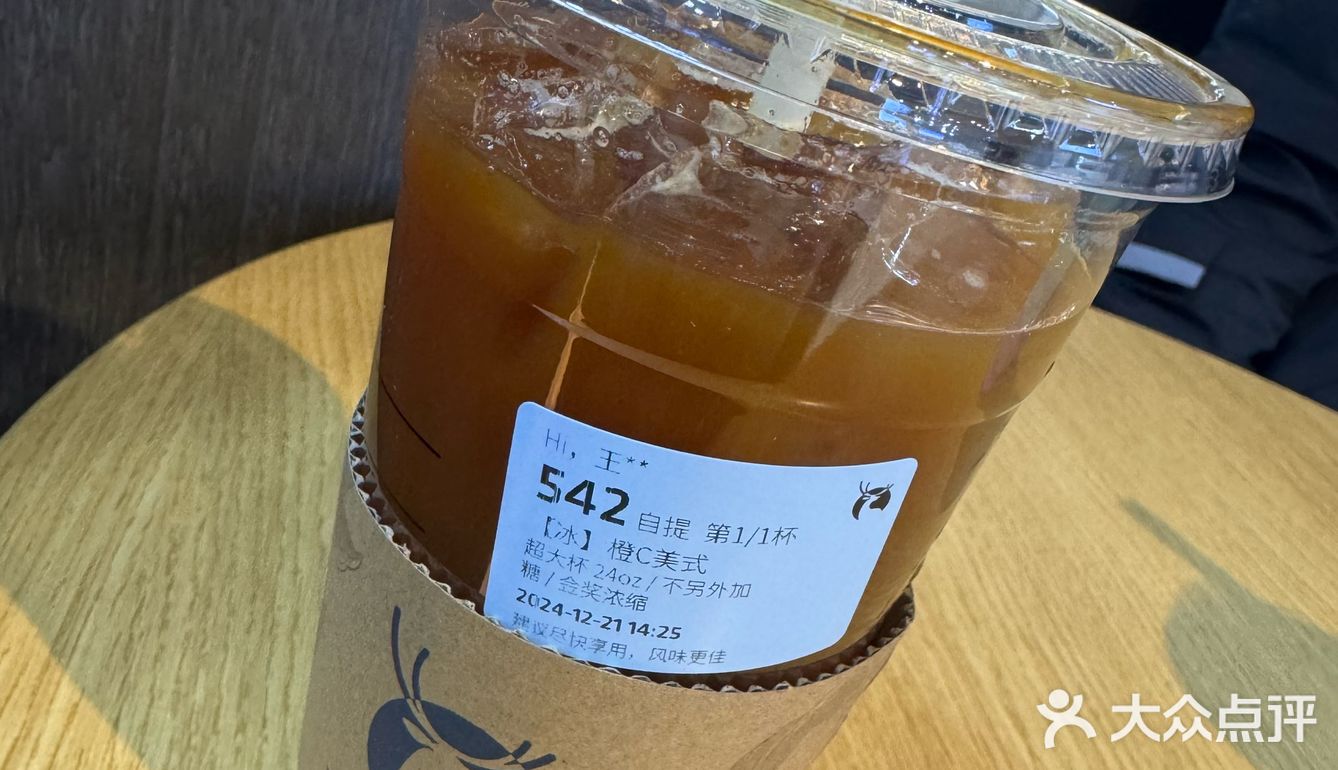 Hi，王**
542 自提 第1/1杯
【冰】橙C美式
超大杯 24oz / 不另外加
糖 / 金奖浓缩
2024-12-21 14:25
建议尽快享用，风味更佳
大众点评